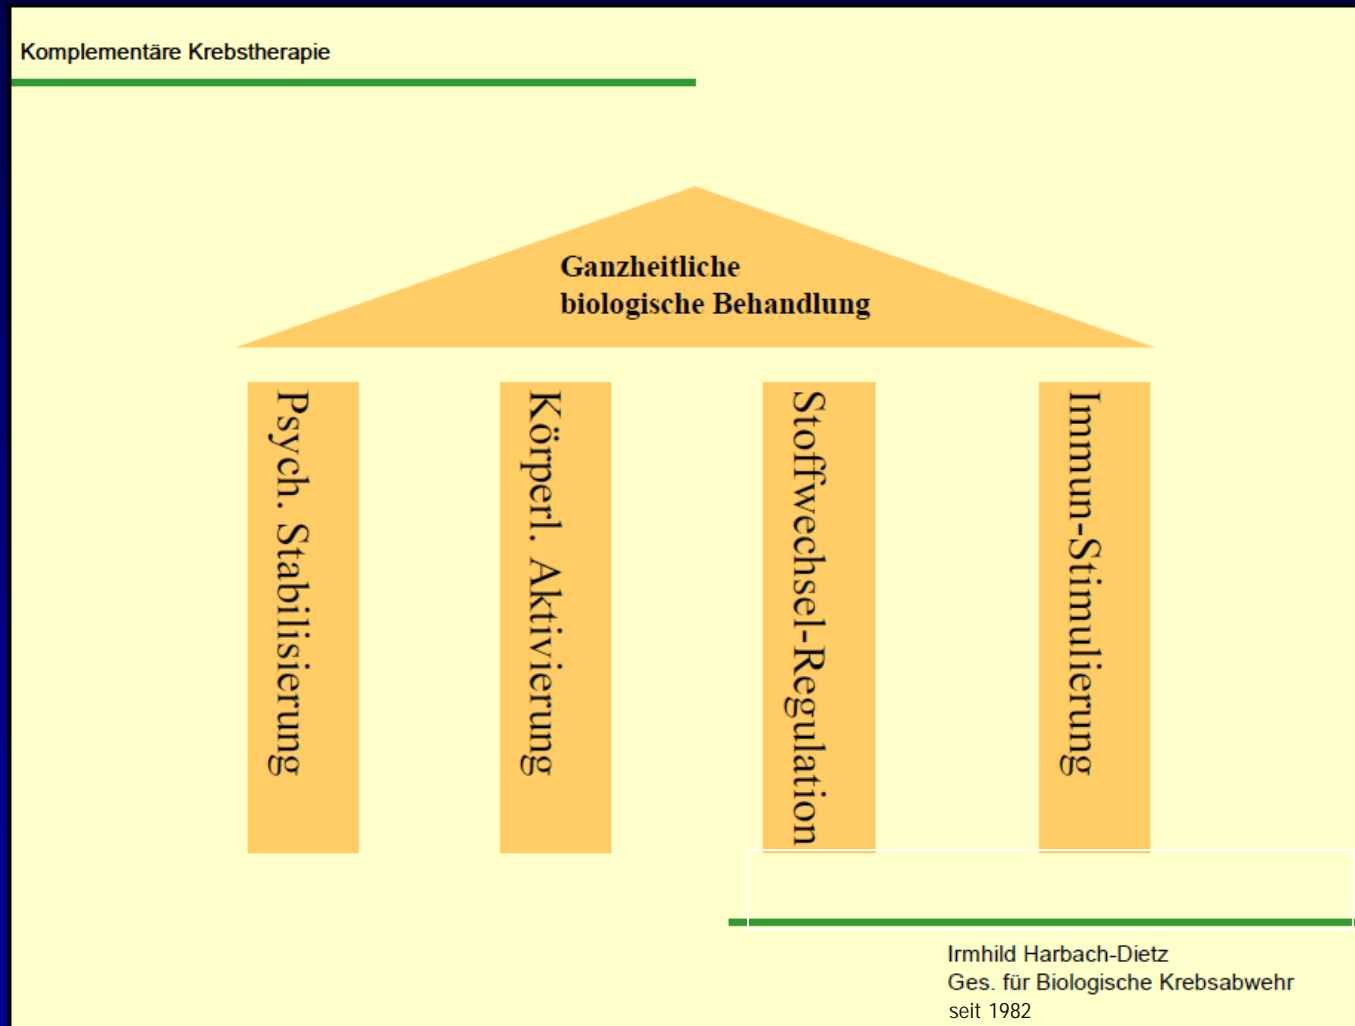 Komplementäre Krebstherapie
Ganzheitliche
biologische Behandlung
Psych. Stabilisierung
Körperl. Aktivierung
Stoffwechsel-Regulation
Immun-Stimulierung
Irmhild Harbach-Dietz
Ges. für Biologische Krebsabwehr
seit 1982